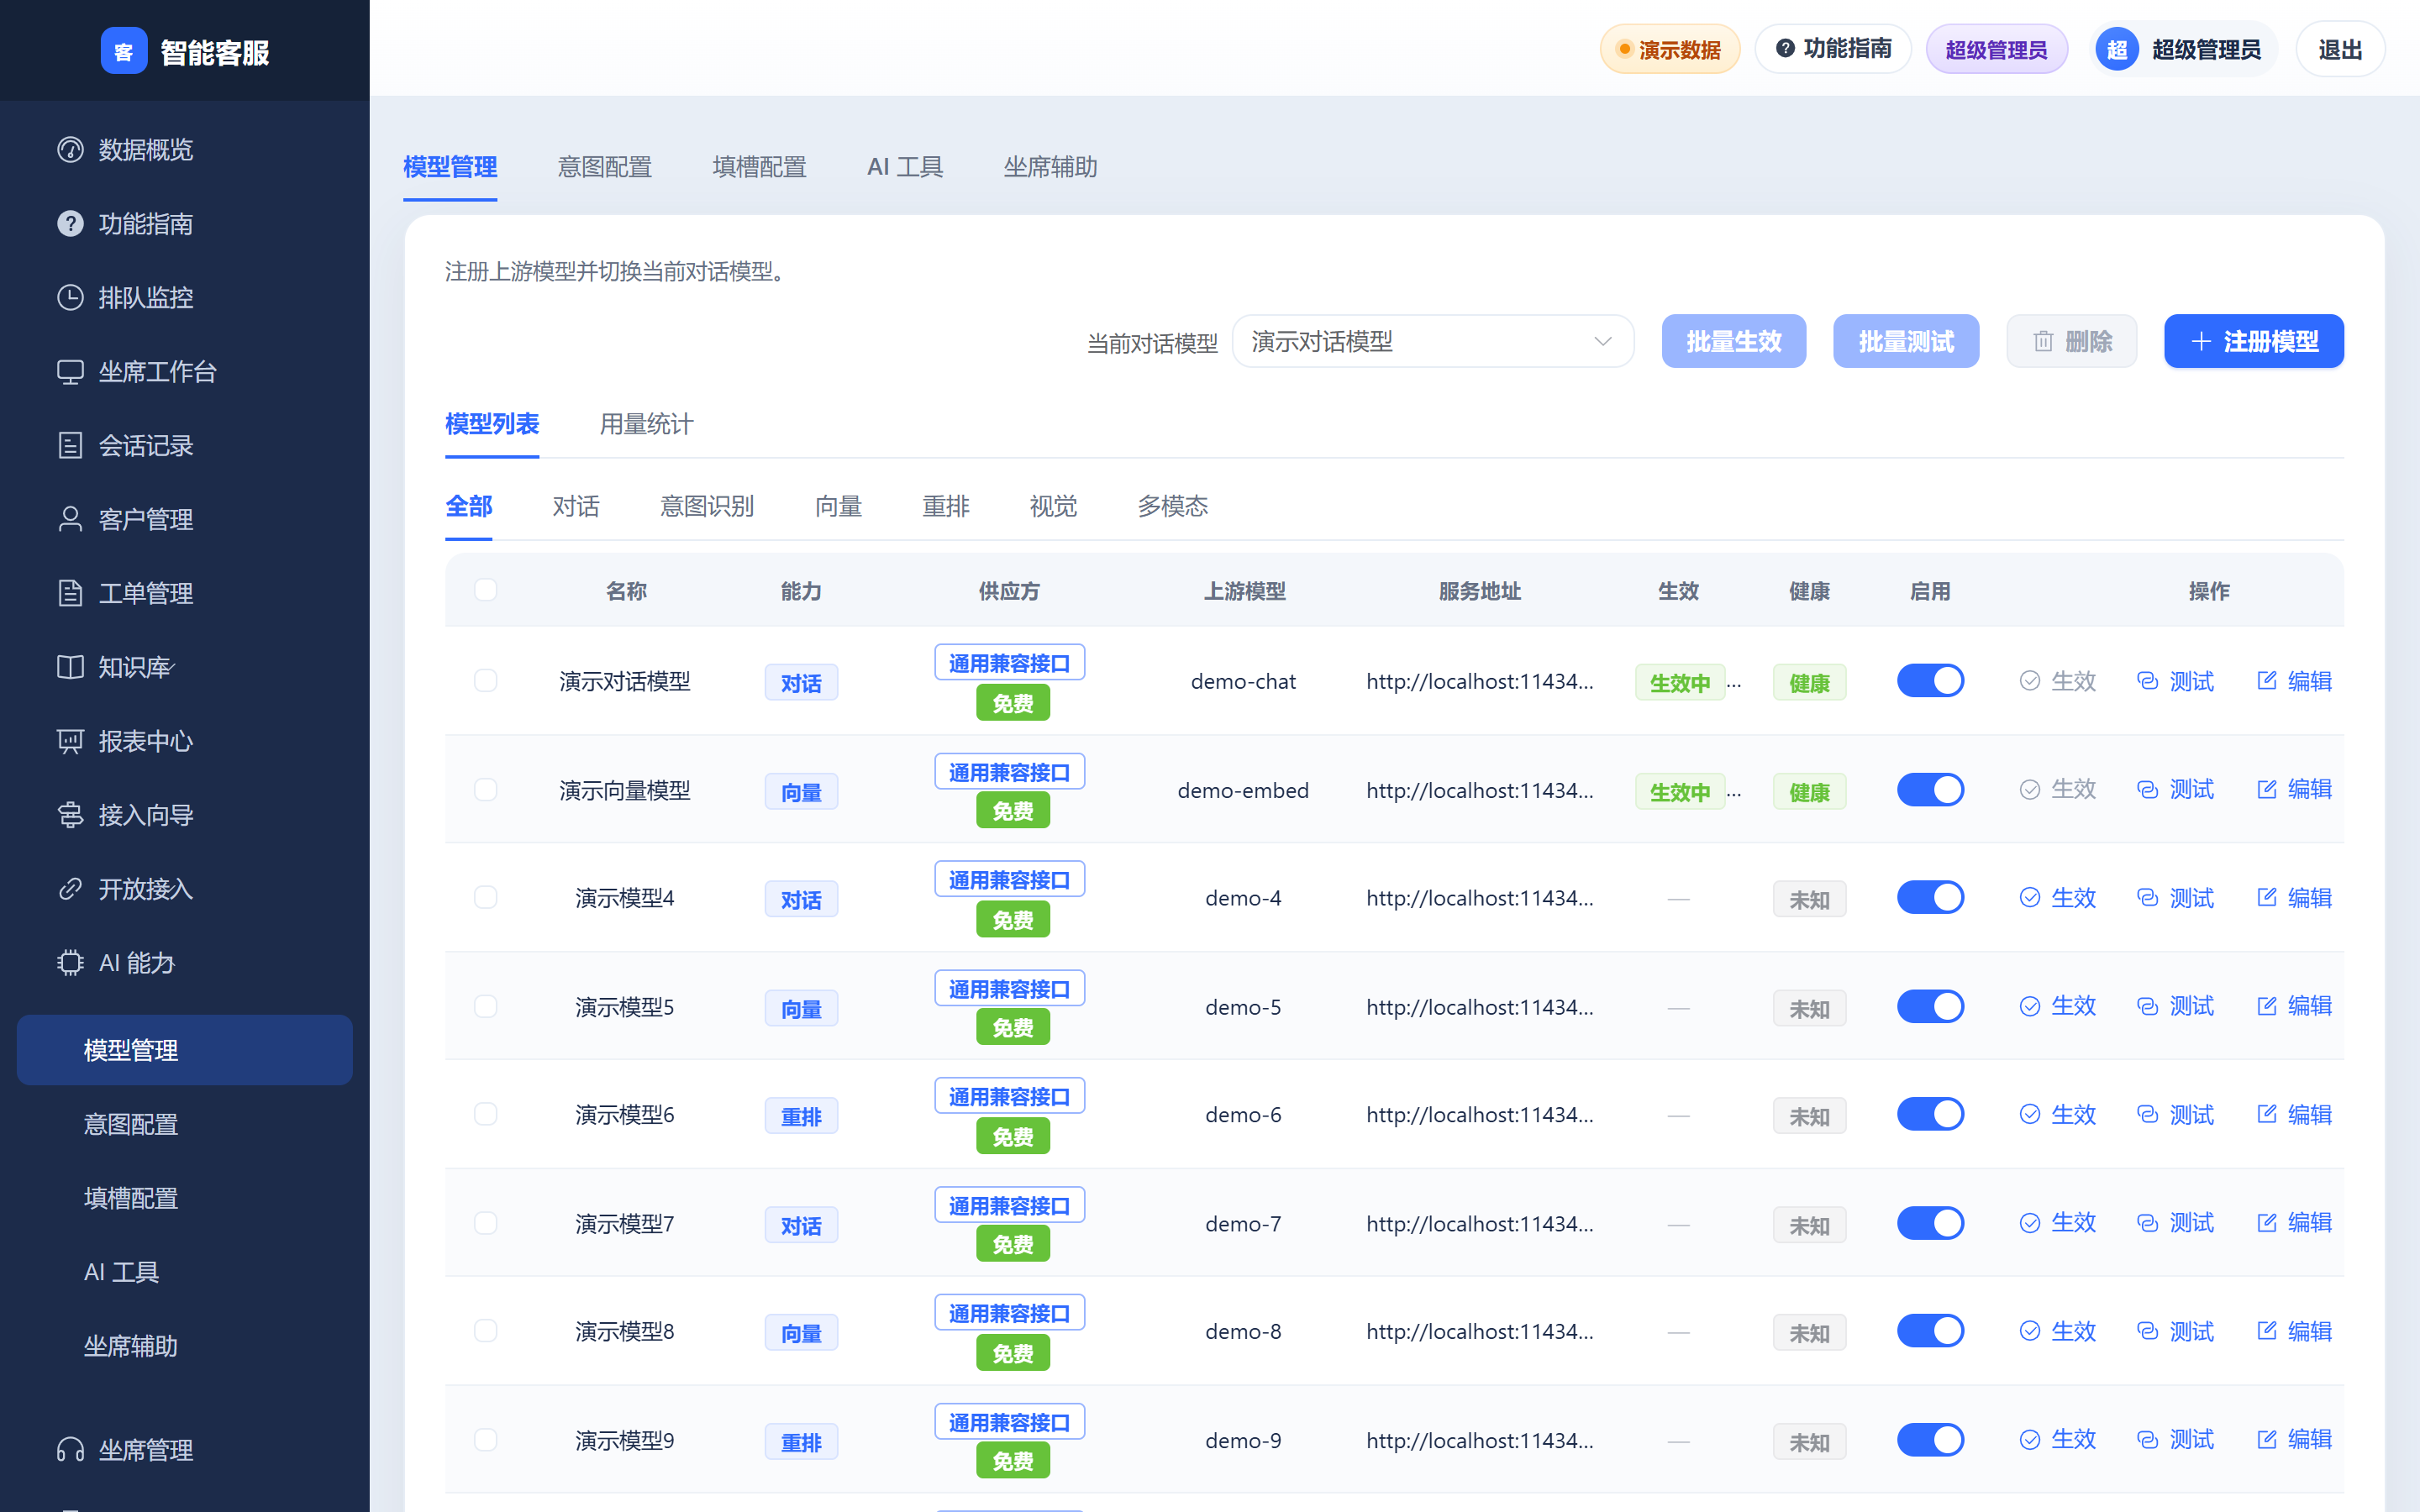 客 智能客服
演示数据 功能指南 超级管理员 超 超级管理员 退出
数据概览
功能指南
排队监控
坐席工作台
会话记录
客户管理
工单管理
知识库
报表中心
接入向导
开放接入
AI 能力
模型管理
意图配置
填槽配置
AI 工具
坐席辅助
坐席管理
模型管理 意图配置 填槽配置 AI 工具 坐席辅助
注册上游模型并切换当前对话模型。
当前对话模型 演示对话模型 批量生效 批量测试 删除 注册模型
模型列表 用量统计
全部 对话 意图识别 向量 重排 视觉 多模态
名称 能力 供应方 上游模型 服务地址 生效 健康 启用 操作
演示对话模型 对话 通用兼容接口 免费 demo-chat http://localhost:11434... 生效中 ... 健康 生效 测试 编辑
演示向量模型 向量 通用兼容接口 免费 demo-embed http://localhost:11434... 生效中 ... 健康 生效 测试 编辑
演示模型4 对话 通用兼容接口 免费 demo-4 http://localhost:11434... — 未知 生效 测试 编辑
演示模型5 向量 通用兼容接口 免费 demo-5 http://localhost:11434... — 未知 生效 测试 编辑
演示模型6 重排 通用兼容接口 免费 demo-6 http://localhost:11434... — 未知 生效 测试 编辑
演示模型7 对话 通用兼容接口 免费 demo-7 http://localhost:11434... — 未知 生效 测试 编辑
演示模型8 向量 通用兼容接口 免费 demo-8 http://localhost:11434... — 未知 生效 测试 编辑
演示模型9 重排 通用兼容接口 免费 demo-9 http://localhost:11434... — 未知 生效 测试 编辑